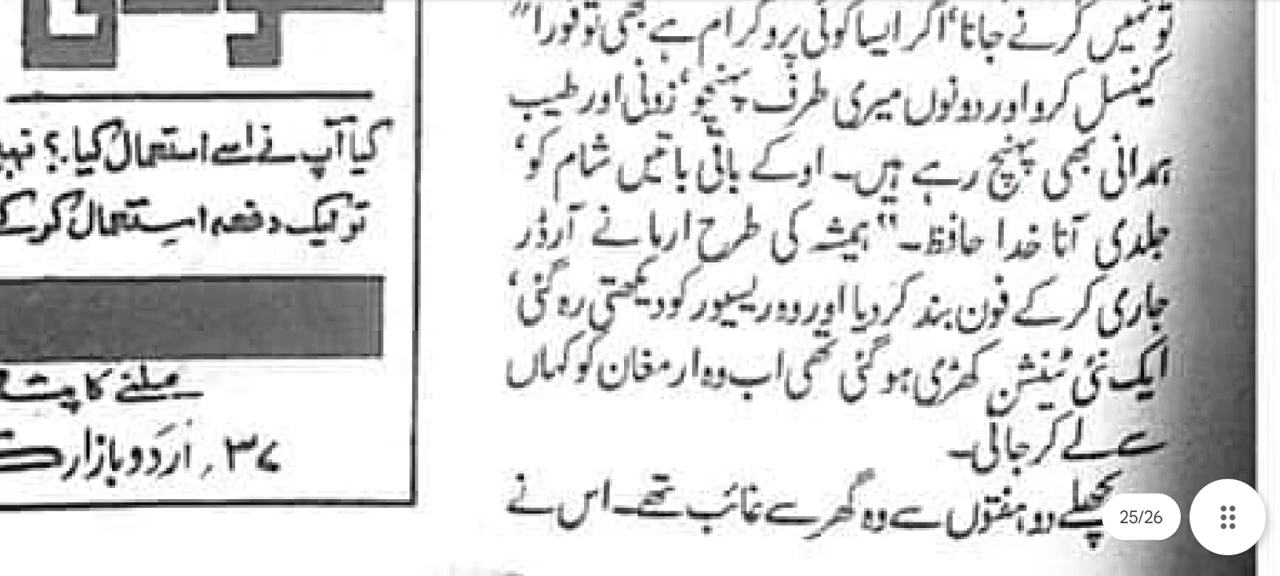 تو نہیں کرنے جانا‘ اگر ایسا کوئی پروگرام ہے بھی تو فورا"
کینسل کرو اور دونوں میری طرف پہنچو‘ زونی اور طیب
ہمدانی بھی پہنچ رہے ہیں۔ اوکے باقی باتیں شام کو‘
جلدی آنا خدا حافظ۔" ہمیشہ کی طرح ارما نے آرڈر
جاری کر کے فون بند کر دیا اور وہ ریسیور کو دیکھتی رہ گئی‘
ایک نئی ٹینشن کھڑی ہو گئی تھی اب وہ ارمغان کو کہاں
سے لے کر جاتی۔
پچھلے دو ہفتوں سے وہ گھر سے غائب تھے۔ اس نے
کیا آپ نے اسے استعمال کیا؟
تو ایک دفعہ استعمال کر کے
ملنے کا
۳۷، اردو بازار
25/26